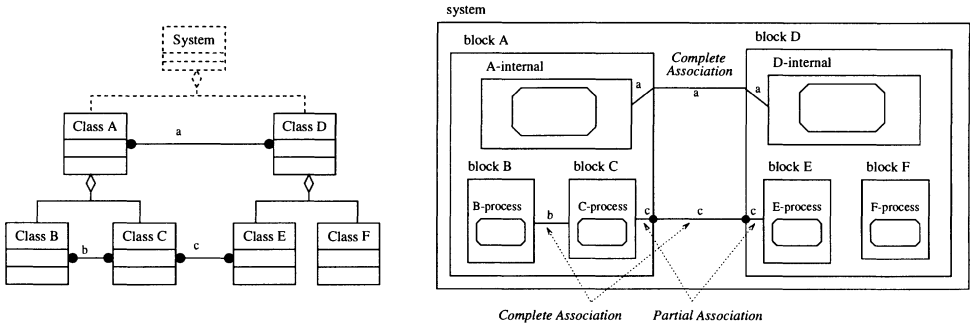 System
Class A
a
Class D
Class B
b
Class C
c
Class E
Class F
system
block A
block D
Complete
Association
A-internal
D-internal
a
a
a
block B
block C
block E
block F
B-process
b
C-process
c
c
c
E-process
F-process
Complete Association
Partial Association